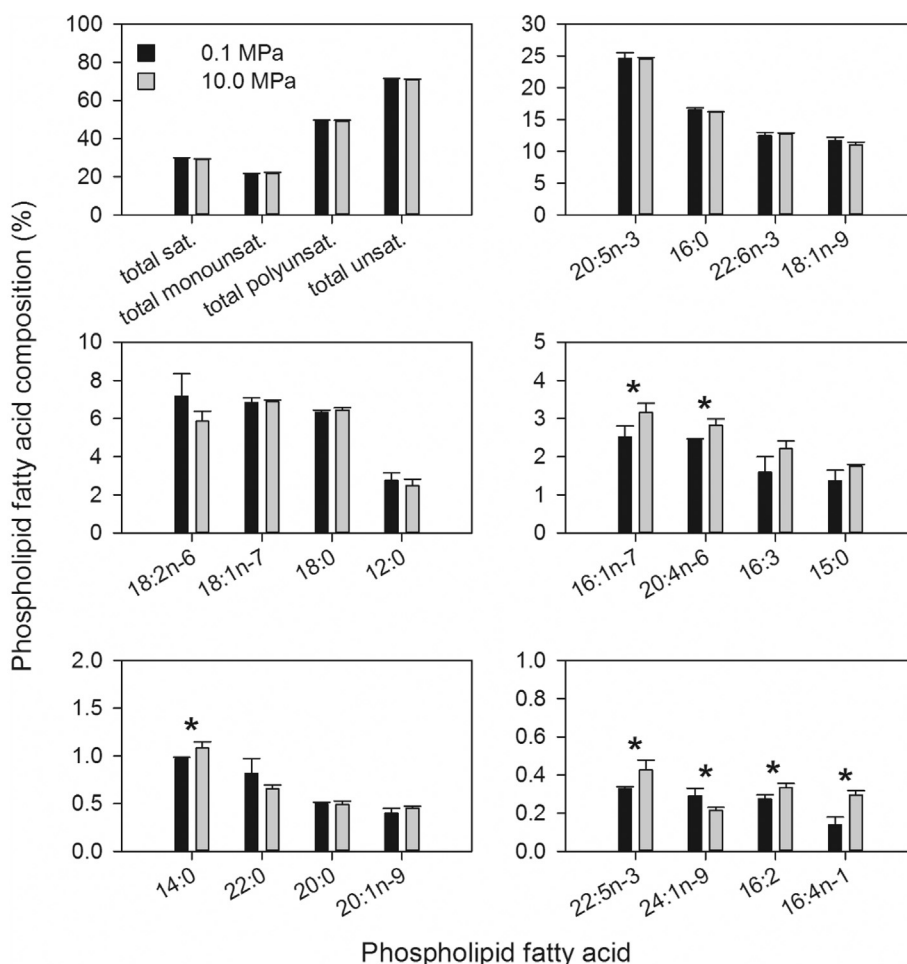 Phospholipid fatty acid composition (%)
100
80
60
40
20
0
0.1 MPa
10.0 MPa
total sat.
total monounsat.
total polyunsat.
total unsat.
30
25
20
15
10
5
0
20:5n-3
16:0
22:6n-3
18:1n-9
10
8
6
4
2
0
18:2n-6
18:1n-7
18:0
12:0
5
4
3
2
1
0
* *
16:1n-7
20:4n-6
16:3
15:0
2.0
1.5
1.0
0.5
0.0
*
14:0
22:0
20:0
20:1n-9
1.0
0.8
0.6
0.4
0.2
0.0
* * * *
22:5n-3
24:1n-9
16:2
16:4n-1
Phospholipid fatty acid